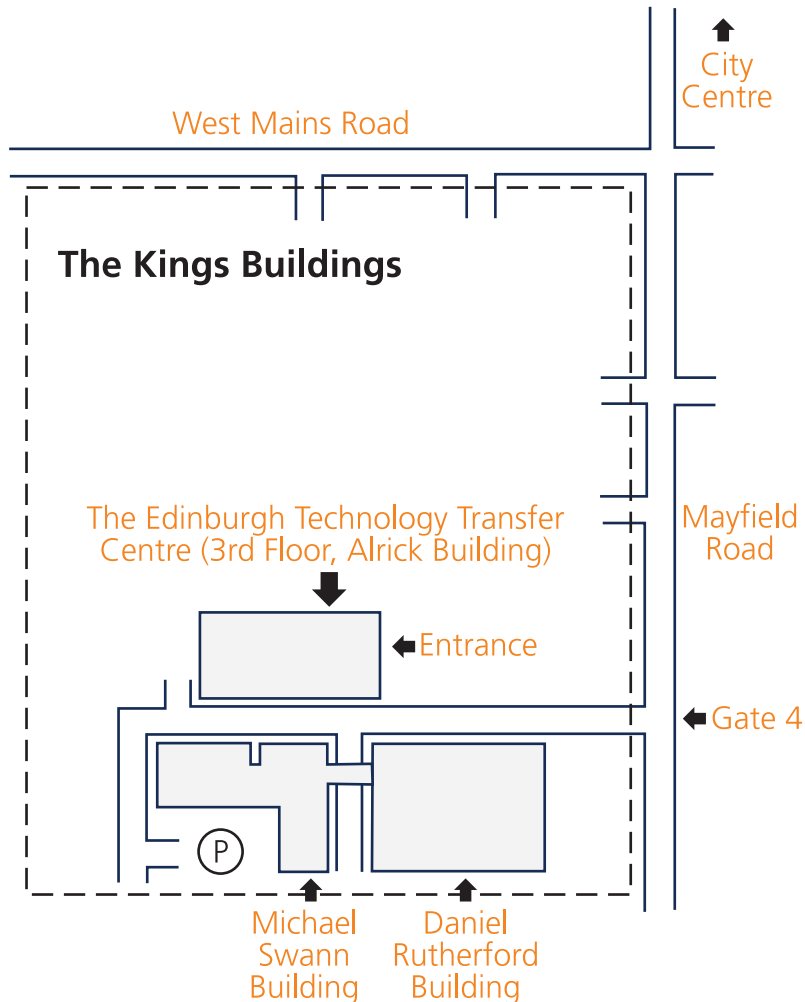 City
Centre
West Mains Road
The Kings Buildings
The Edinburgh Technology Transfer
Centre (3rd Floor, Alrick Building)
Mayfield
Road
Entrance
Gate 4
P
Michael
Swann
Building
Daniel
Rutherford
Building